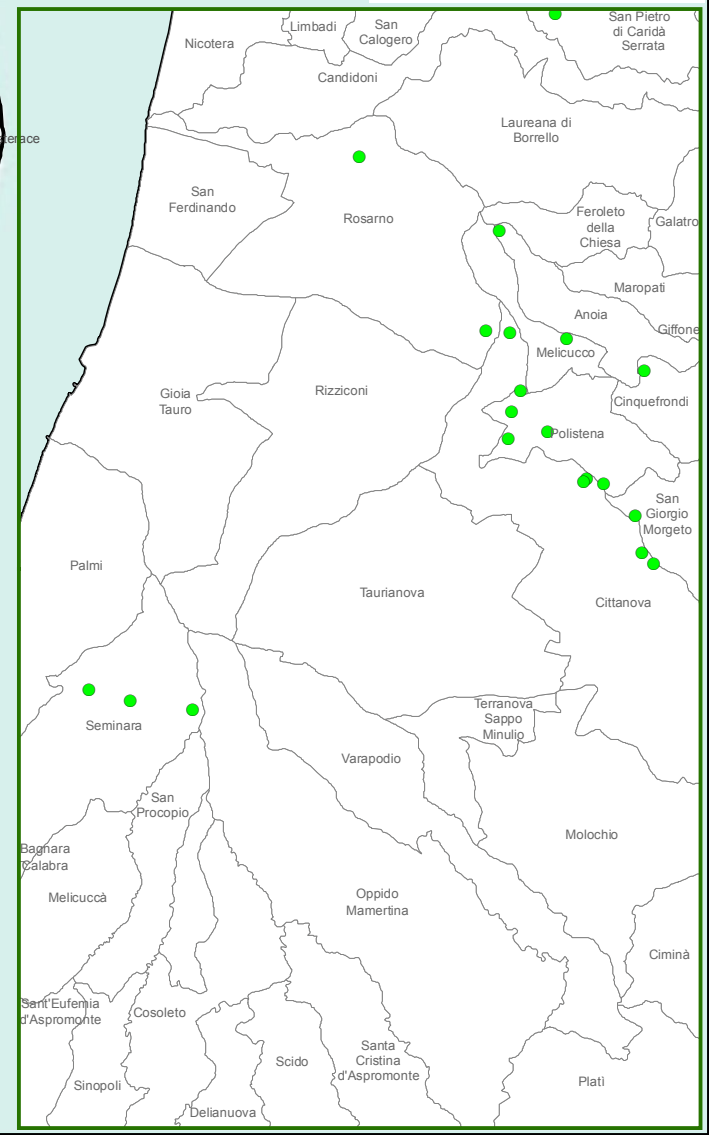 Limbadi
San
Calogero
San Pietro
di Caridà
Serrata
Nicotera
Candidoni
Laureana di
Borrello
terace
San
Ferdinando
Rosarno
Feroleto
della
Chiesa
Galatro
Maropati
Anoia
Giffone
Melicucco
Gioia
Tauro
Rizziconi
Cinquefrondi
Polistena
San
Giorgio
Morgeto
Palmi
Taurianova
Cittanova
Terranova
Sappo
Minulio
Seminara
Varapodio
San
Procopio
Molochio
Bagnara
Calabra
Melicuccà
Oppido
Mamertina
Ciminà
Sant'Eufemia
d'Aspromonte
Cosoleto
Scido
Santa
Cristina
d'Aspromonte
Sinopoli
Platì
Delianuova